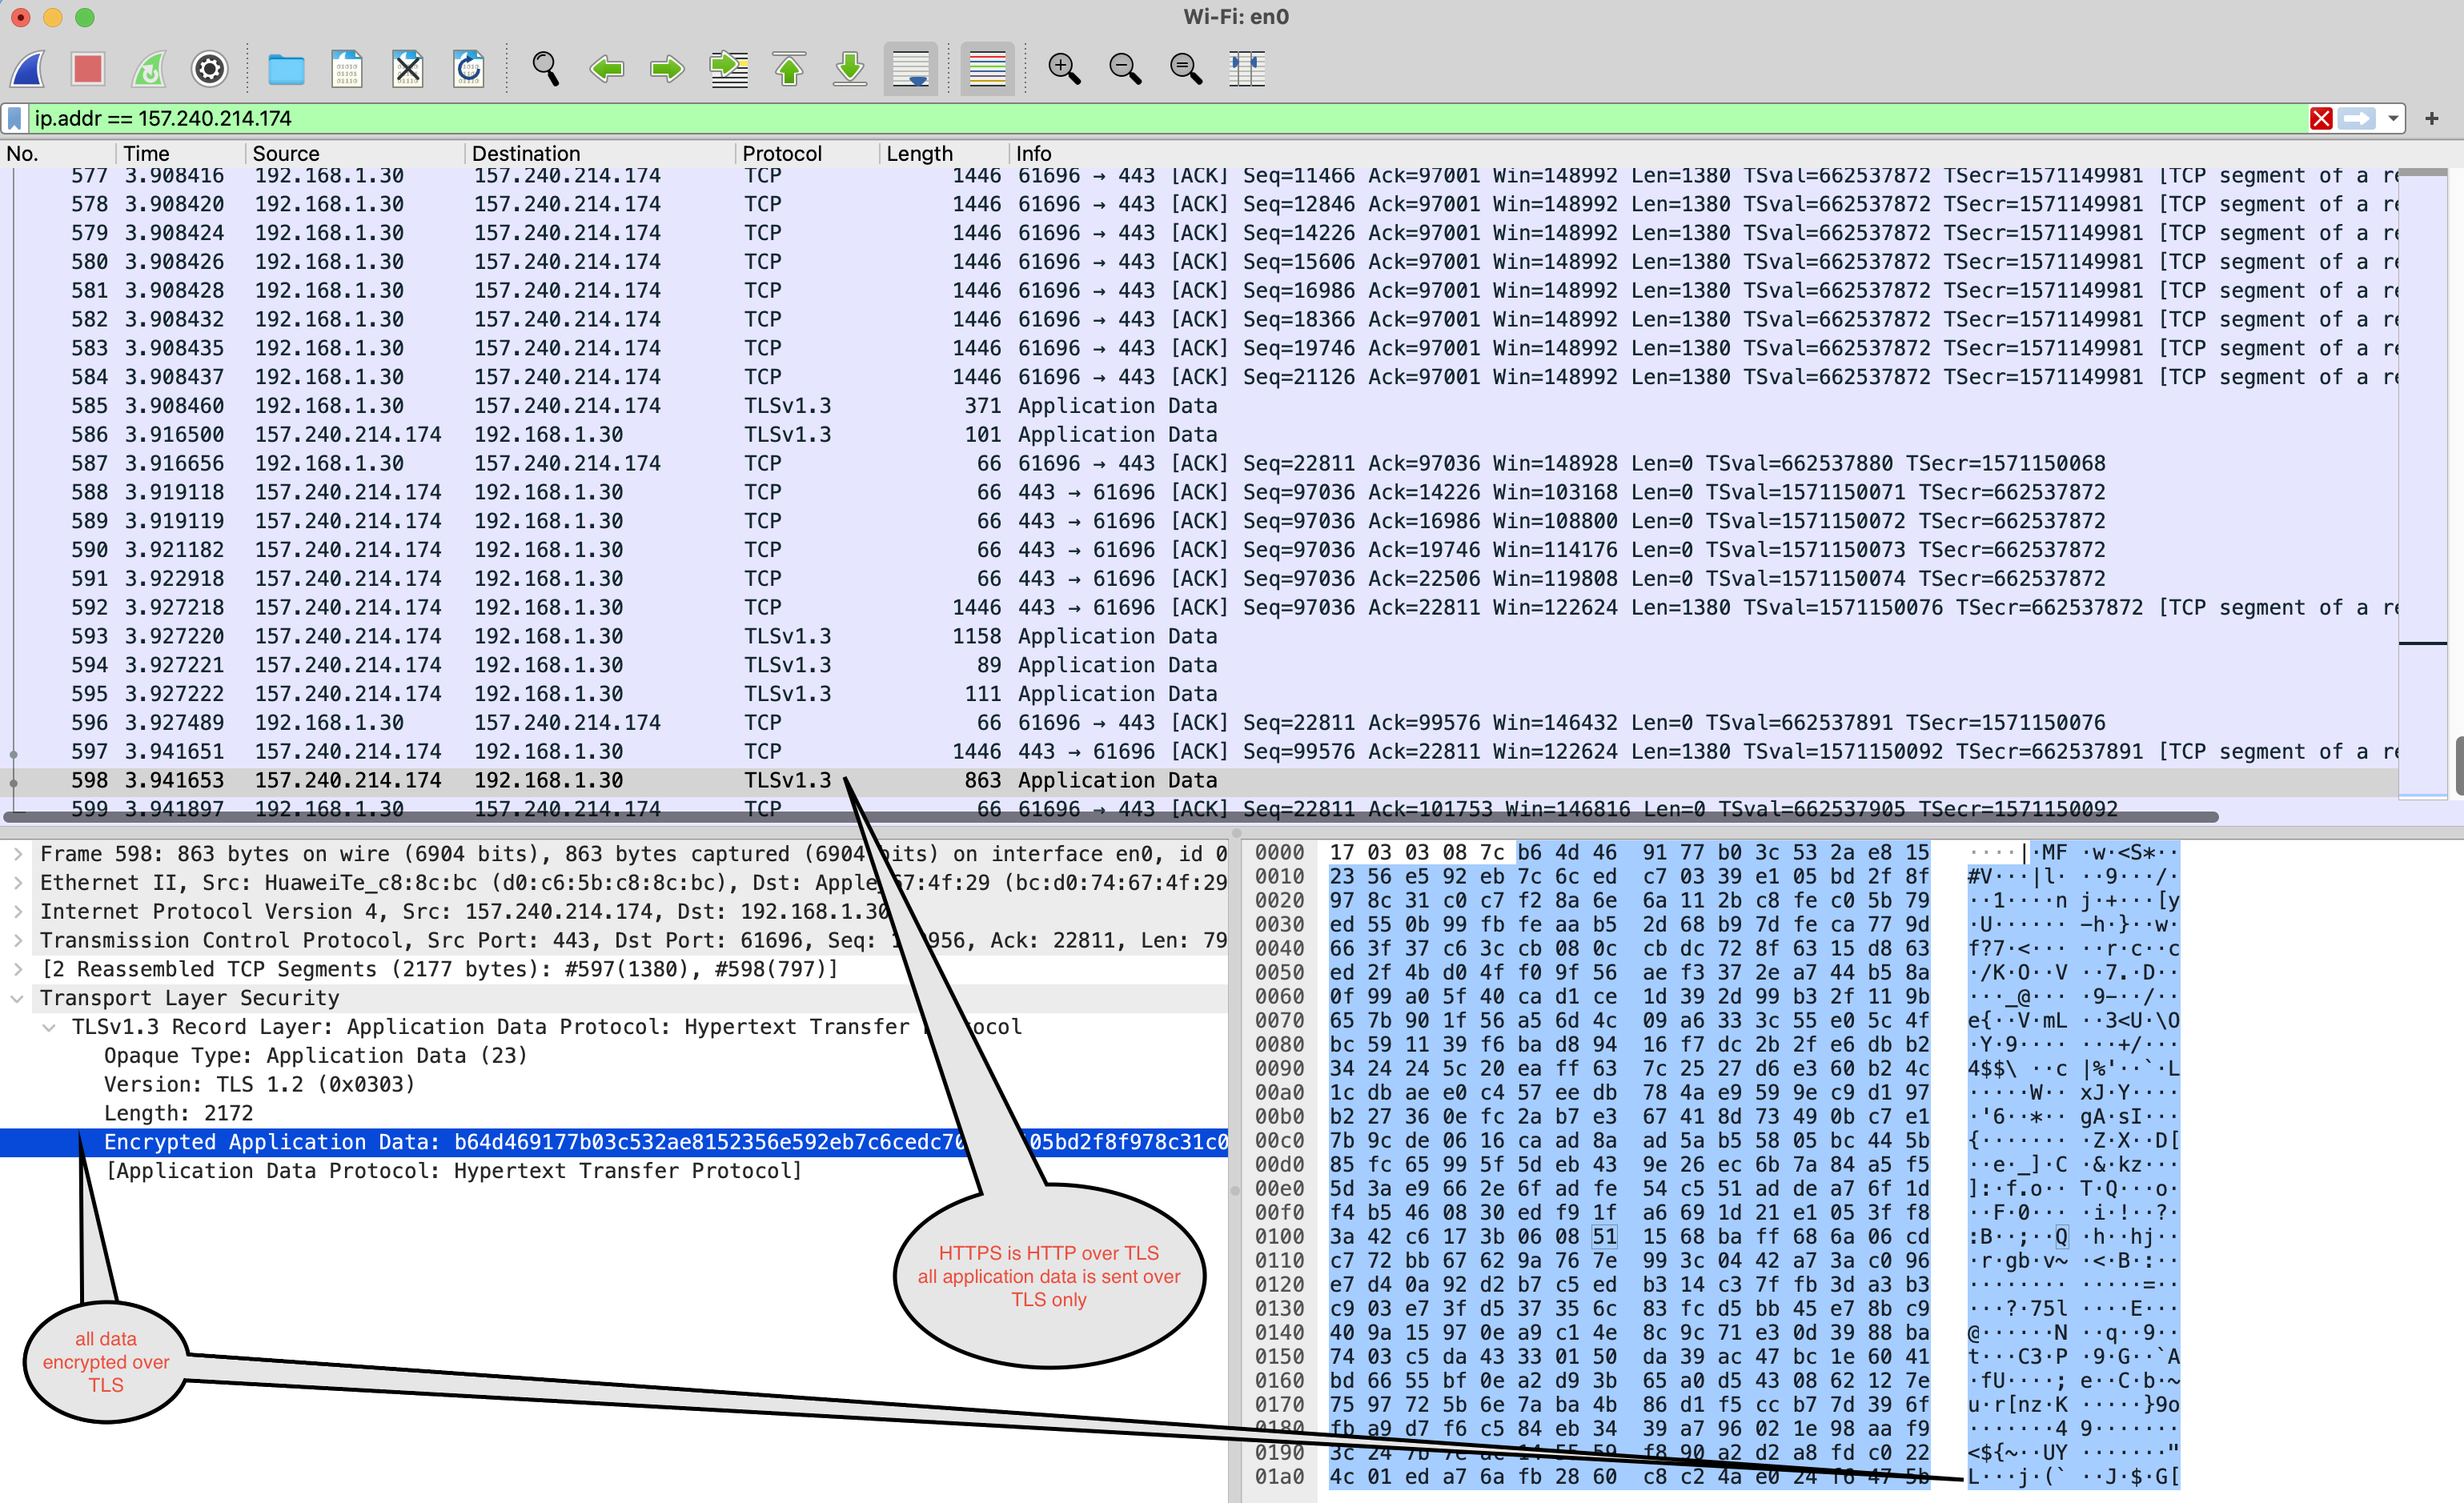 Wi-Fi: en0
ip.addr == 157.240.214.174
No. Time Source Destination Protocol Length Info
577 3.908416 192.168.1.30 157.240.214.174 TCP 1446 61696 → 443 [ACK] Seq=11466 Ack=97001 Win=148992 Len=1380 TSval=662537872 TSecr=1571149981 [TCP segment of a re
578 3.908420 192.168.1.30 157.240.214.174 TCP 1446 61696 → 443 [ACK] Seq=12846 Ack=97001 Win=148992 Len=1380 TSval=662537872 TSecr=1571149981 [TCP segment of a re
579 3.908424 192.168.1.30 157.240.214.174 TCP 1446 61696 → 443 [ACK] Seq=14226 Ack=97001 Win=148992 Len=1380 TSval=662537872 TSecr=1571149981 [TCP segment of a re
580 3.908426 192.168.1.30 157.240.214.174 TCP 1446 61696 → 443 [ACK] Seq=15606 Ack=97001 Win=148992 Len=1380 TSval=662537872 TSecr=1571149981 [TCP segment of a re
581 3.908428 192.168.1.30 157.240.214.174 TCP 1446 61696 → 443 [ACK] Seq=16986 Ack=97001 Win=148992 Len=1380 TSval=662537872 TSecr=1571149981 [TCP segment of a re
582 3.908432 192.168.1.30 157.240.214.174 TCP 1446 61696 → 443 [ACK] Seq=18366 Ack=97001 Win=148992 Len=1380 TSval=662537872 TSecr=1571149981 [TCP segment of a re
583 3.908435 192.168.1.30 157.240.214.174 TCP 1446 61696 → 443 [ACK] Seq=19746 Ack=97001 Win=148992 Len=1380 TSval=662537872 TSecr=1571149981 [TCP segment of a re
584 3.908437 192.168.1.30 157.240.214.174 TCP 1446 61696 → 443 [ACK] Seq=21126 Ack=97001 Win=148992 Len=1380 TSval=662537872 TSecr=1571149981 [TCP segment of a re
585 3.908460 192.168.1.30 157.240.214.174 TLSv1.3 371 Application Data
586 3.916500 157.240.214.174 192.168.1.30 TLSv1.3 101 Application Data
587 3.916656 192.168.1.30 157.240.214.174 TCP 66 61696 → 443 [ACK] Seq=22811 Ack=97036 Win=148928 Len=0 TSval=662537880 TSecr=1571150068
588 3.919118 157.240.214.174 192.168.1.30 TCP 66 443 → 61696 [ACK] Seq=97036 Ack=14226 Win=103168 Len=0 TSval=1571150071 TSecr=662537872
589 3.919119 157.240.214.174 192.168.1.30 TCP 66 443 → 61696 [ACK] Seq=97036 Ack=16986 Win=108800 Len=0 TSval=1571150072 TSecr=662537872
590 3.921182 157.240.214.174 192.168.1.30 TCP 66 443 → 61696 [ACK] Seq=97036 Ack=19746 Win=114176 Len=0 TSval=1571150073 TSecr=662537872
591 3.922918 157.240.214.174 192.168.1.30 TCP 66 443 → 61696 [ACK] Seq=97036 Ack=22506 Win=119808 Len=0 TSval=1571150074 TSecr=662537872
592 3.927218 157.240.214.174 192.168.1.30 TCP 1446 443 → 61696 [ACK] Seq=97036 Ack=22811 Win=122624 Len=1380 TSval=1571150076 TSecr=662537872 [TCP segment of a re
593 3.927220 157.240.214.174 192.168.1.30 TLSv1.3 1158 Application Data
594 3.927221 157.240.214.174 192.168.1.30 TLSv1.3 89 Application Data
595 3.927222 157.240.214.174 192.168.1.30 TLSv1.3 111 Application Data
596 3.927489 192.168.1.30 157.240.214.174 TCP 66 61696 → 443 [ACK] Seq=22811 Ack=99576 Win=146432 Len=0 TSval=662537891 TSecr=1571150076
597 3.941651 157.240.214.174 192.168.1.30 TCP 1446 443 → 61696 [ACK] Seq=99576 Ack=22811 Win=122624 Len=1380 TSval=1571150092 TSecr=662537891 [TCP segment of a re
598 3.941653 157.240.214.174 192.168.1.30 TLSv1.3 863 Application Data
599 3.941897 192.168.1.30 157.240.214.174 TCP 66 61696 → 443 [ACK] Seq=22811 Ack=101753 Win=146816 Len=0 TSval=662537905 TSecr=1571150092
Frame 598: 863 bytes on wire (6904 bits), 863 bytes captured (6904 bits) on interface en0, id 0
Ethernet II, Src: HuaweiTe_c8:8c:bc (d0:c6:5b:c8:8c:bc), Dst: Apple_67:4f:29 (bc:d0:74:67:4f:29
Internet Protocol Version 4, Src: 157.240.214.174, Dst: 192.168.1.30
Transmission Control Protocol, Src Port: 443, Dst Port: 61696, Seq: 956, Ack: 22811, Len: 79
[2 Reassembled TCP Segments (2177 bytes): #597(1380), #598(797)]
Transport Layer Security
TLSv1.3 Record Layer: Application Data Protocol: Hypertext Transfer ocol
Opaque Type: Application Data (23)
Version: TLS 1.2 (0x0303)
Length: 2172
Encrypted Application Data: b64d469177b03c532ae8152356e592eb7c6cedc70 05bd2f8f978c31c0
[Application Data Protocol: Hypertext Transfer Protocol]
HTTPS is HTTP over TLS
all application data is sent over
TLS only
all data
encrypted over
TLS
0000 17 03 03 08 7c b6 4d 46 91 77 b0 3c 53 2a e8 15 ····|·MF ·w·<S*··
0010 23 56 e5 92 eb 7c 6c ed c7 03 39 e1 05 bd 2f 8f #V···|l· ··9···/·
0020 97 8c 31 c0 c7 f2 8a 6e 6a 11 2b c8 fe c0 5b 79 ··1····n j·+···[y
0030 ed 55 0b 99 fb fe aa b5 2d 68 b9 7d fe ca 77 9d ·U······ -h·}··w·
0040 66 3f 37 c6 3c cb 08 0c cb dc 72 8f 63 15 d8 63 f?7·<··· ··r·c··c
0050 ed 2f 4b d0 4f f0 9f 56 ae f3 37 2e a7 44 b5 8a ·/K·O··V ··7.·D··
0060 0f 99 a0 5f 40 ca d1 ce 1d 39 2d 99 b3 2f 11 9b ···_@··· ·9-··/··
0070 65 7b 90 1f 56 a5 6d 4c 09 a6 33 3c 55 e0 5c 4f e{··V·mL ··3<U·\O
0080 bc 59 11 39 f6 ba d8 94 16 f7 dc 2b 2f e6 db b2 ·Y·9···· ···+/···
0090 34 24 24 5c 20 ea ff 63 7c 25 27 d6 e3 60 b2 4c 4$$\ ··c |%'··`·L
00a0 1c db ae e0 c4 57 ee db 78 4a e9 59 9e c9 d1 97 ·····W·· xJ·Y····
00b0 b2 27 36 0e fc 2a b7 e3 67 41 8d 73 49 0b c7 e1 ·'6··*·· gA·sI···
00c0 7b 9c de 06 16 ca ad 8a ad 5a b5 58 05 bc 44 5b {······· ·Z·X··D[
00d0 85 fc 65 99 5f 5d eb 43 9e 26 ec 6b 7a 84 a5 f5 ··e·_]·C ·&·kz···
00e0 5d 3a e9 66 2e 6f ad fe 54 c5 51 ad de a7 6f 1d ]:·f.o·· T·Q···o·
00f0 f4 b5 46 08 30 ed f9 1f a6 69 1d 21 e1 05 3f f8 ··F·0··· ·i·!··?·
0100 3a 42 c6 17 3b 06 08 51 15 68 ba ff 68 6a 06 cd :B··;··Q ·h··hj··
0110 c7 72 bb 67 62 9a 76 7e 99 3c 04 42 a7 3a c0 96 ·r·gb·v~ ·<·B·:··
0120 e7 d4 0a 92 d2 b7 c5 ed b3 14 c3 7f fb 3d a3 b3 ········ ·····=··
0130 c9 03 e7 3f d5 37 35 6c 83 fc d5 bb 45 e7 8b c9 ···?·75l ····E···
0140 40 9a 15 97 0e a9 c1 4e 8c 9c 71 e3 0d 39 88 ba @······N ··q··9··
0150 74 03 c5 da 43 33 01 50 da 39 ac 47 bc 1e 60 41 t···C3·P ·9·G··`A
0160 bd 66 55 bf 0e a2 d9 3b 65 a0 d5 43 08 62 12 7e ·fU····; e··C·b·~
0170 75 97 72 5b 6e 7a ba 4b 86 d1 f5 cc b7 7d 39 6f u·r[nz·K ·····}9o
0180 fb a9 d7 f6 c5 84 eb 34 39 a7 96 02 1e 98 aa f9 ·······4 9·······
0190 3c 24 7b 7e ac 14 55 59 f8 90 a2 d2 a8 fd c0 22 <${~··UY ·······"
01a0 4c 01 ed a7 6a fb 28 60 c8 c2 4a e0 24 f6 47 5b L···j·(` ··J·$·G[